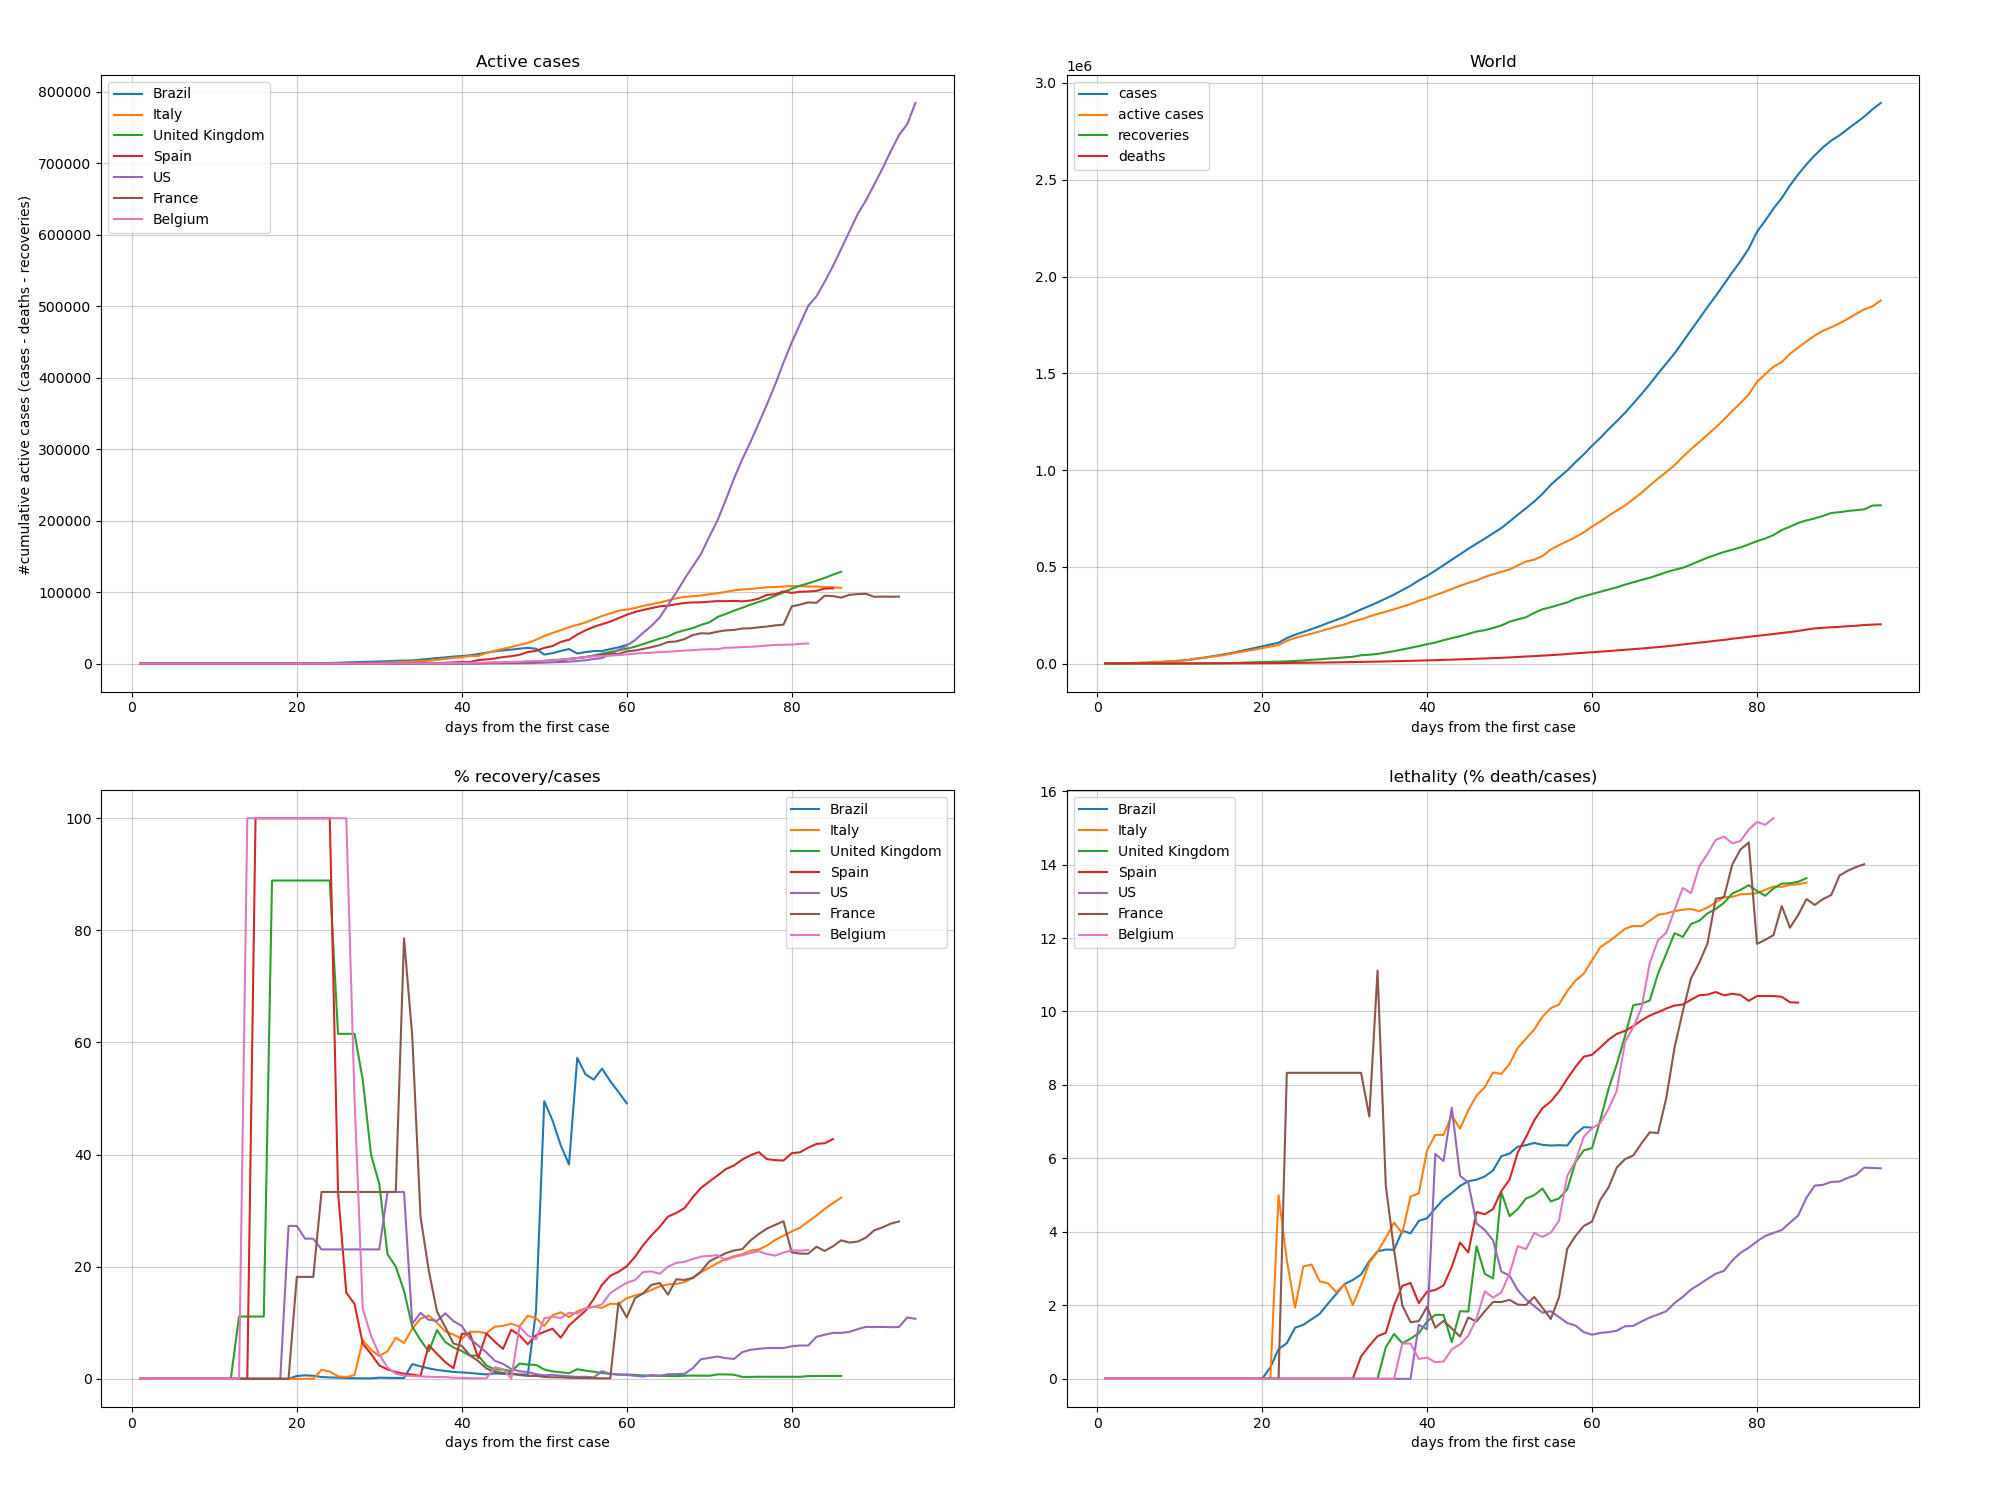 Active cases
#cumulative active cases (cases - deaths - recoveries)
800000
700000
600000
500000
400000
300000
200000
100000
0
Brazil
Italy
United Kingdom
Spain
US
France
Belgium
0 20 40 60 80
days from the first case
World
1e6
3.0
2.5
2.0
1.5
1.0
0.5
0.0
cases
active cases
recoveries
deaths
0 20 40 60 80
days from the first case
% recovery/cases
100
80
60
40
20
0
Brazil
Italy
United Kingdom
Spain
US
France
Belgium
0 20 40 60 80
days from the first case
lethality (% death/cases)
16
14
12
10
8
6
4
2
0
Brazil
Italy
United Kingdom
Spain
US
France
Belgium
0 20 40 60 80
days from the first case